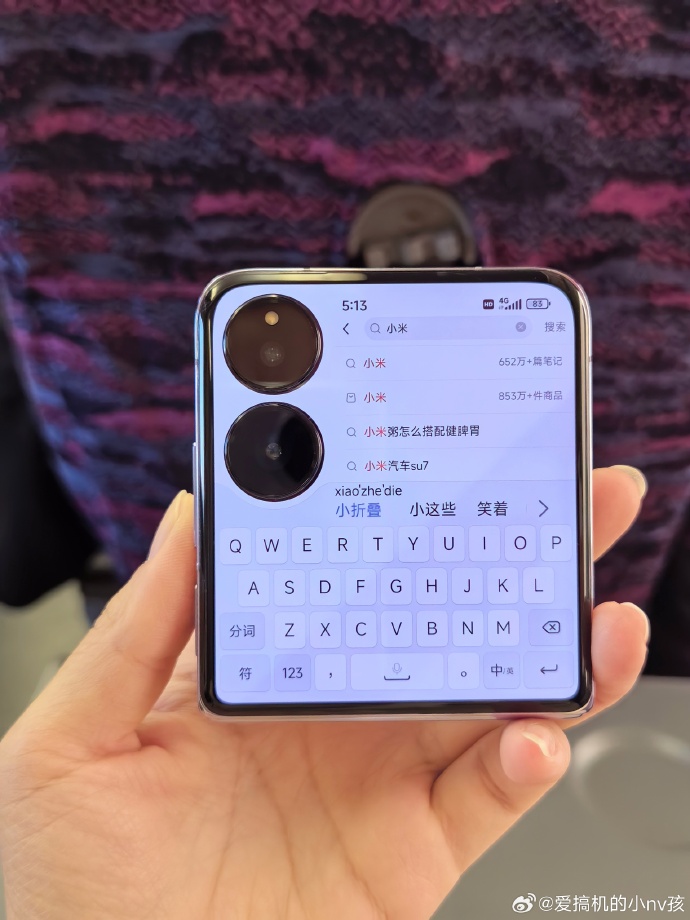 5:13 HD 4G 83
小米 搜索
小米 652万+篇笔记
小米 853万+件商品
小米粥怎么搭配健脾胃
小米汽车su7
xiao'zhe'die
小折叠 小这些 笑着
Q W E R T Y U I O P
A S D F G H J K L
分词 Z X C V B N M
符 123 , 。 中/英
@爱搞机的小nv孩